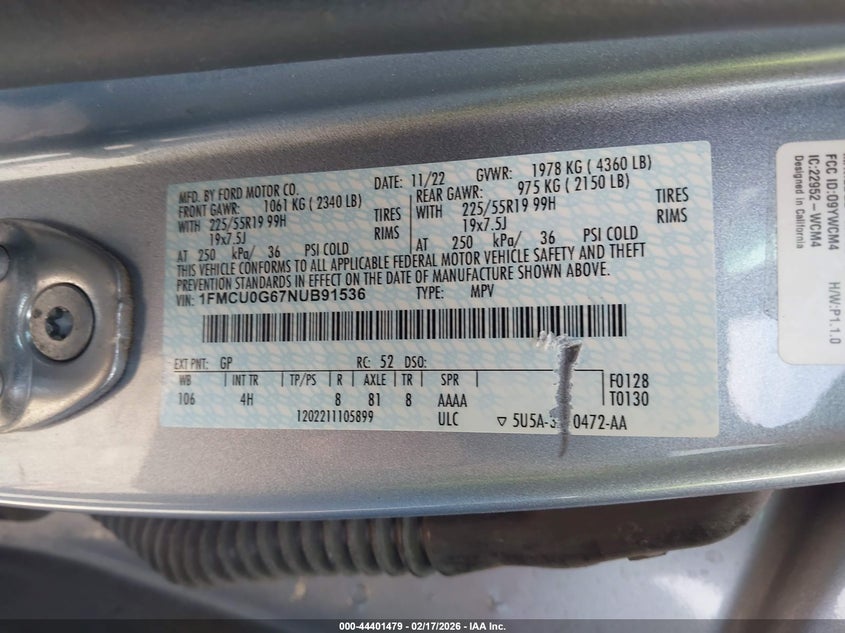 MFD. BY FORD MOTOR CO.
DATE: 11/22 GVWR: 1978 KG ( 4360 LB)
FRONT GAWR: 1061 KG ( 2340 LB)
REAR GAWR: 975 KG ( 2150 LB)
WITH 225/55R19 99H TIRES
WITH 225/55R19 99H TIRES
19x7.5J RIMS
19x7.5J RIMS
AT 250 kPa/ 36 PSI COLD
AT 250 kPa/ 36 PSI COLD
THIS VEHICLE CONFORMS TO ALL APPLICABLE FEDERAL MOTOR VEHICLE SAFETY AND THEFT
PREVENTION STANDARDS IN EFFECT ON THE DATE OF MANUFACTURE SHOWN ABOVE.
VIN: 1FMCU0G67NUB91536 TYPE: MPV
EXT PNT: GP RC: 52 DSO:
WB INT TR TP/PS R AXLE TR SPR F0128
106 4H 8 81 8 AAAA T0130
1202211105899 ULC ▽ 5U5A-3 0472-AA
FCC ID:O9YWCM4
IC:22952-WCM4
Designed in California
H/W:P1.1.0
000-44401479 - 02/17/2026 - IAA Inc.